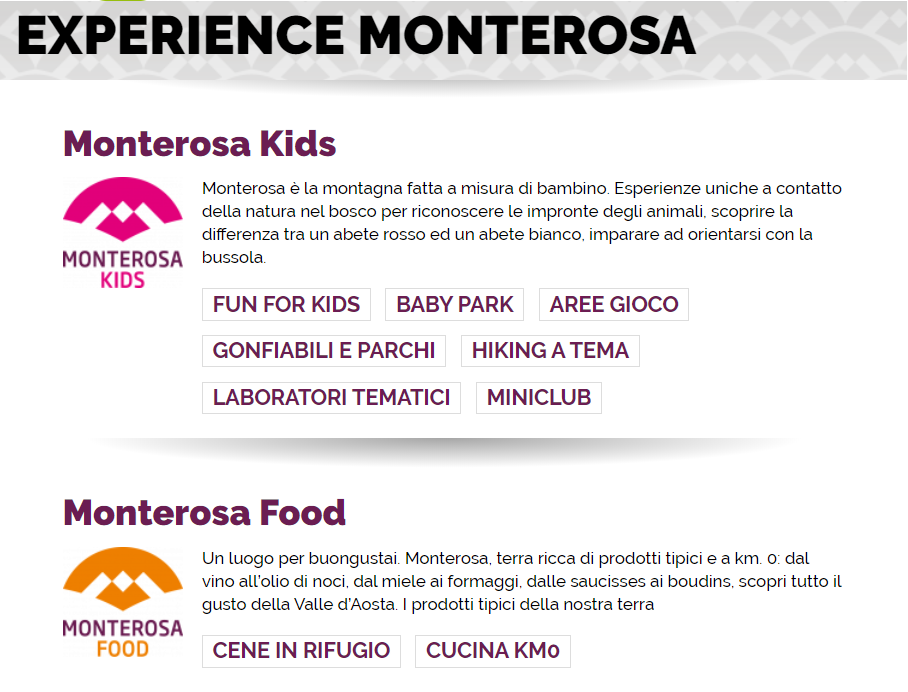 EXPERIENCE MONTEROSA
Monterosa Kids
MONTEROSA
KIDS
Monterosa è la montagna fatta a misura di bambino. Esperienze uniche a contatto
della natura nel bosco per riconoscere le impronte degli animali, scoprire la
differenza tra un abete rosso ed un abete bianco, imparare ad orientarsi con la
bussola.
FUN FOR KIDS BABY PARK AREE GIOCO
GONFIABILI E PARCHI HIKING A TEMA
LABORATORI TEMATICI MINICLUB
Monterosa Food
MONTEROSA
FOOD
Un luogo per buongustai. Monterosa, terra ricca di prodotti tipici e a km. 0: dal
vino all'olio di noci, dal miele ai formaggi, dalle saucisses ai boudins, scopri tutto il
gusto della Valle d'Aosta. I prodotti tipici della nostra terra
CENE IN RIFUGIO CUCINA KM0